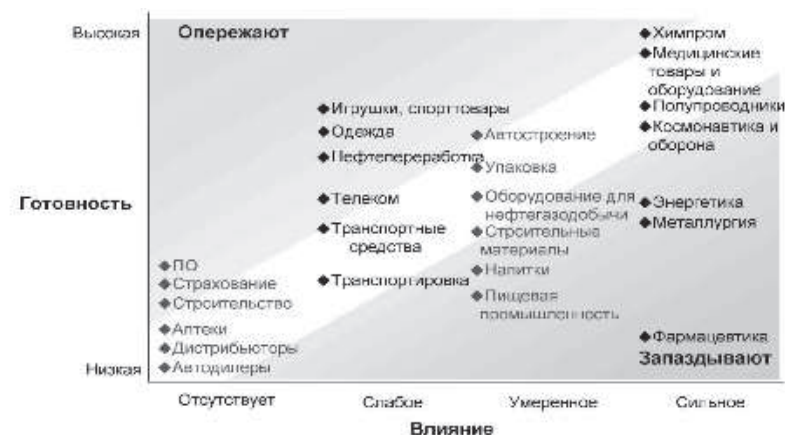 Высокая
Опережают
Готовность
Низкая
ПО
Страхование
Строительство
Аптеки
Дистрибьюторы
Автодилеры
Игрушки, спорттовары
Одежда
Нефтепереработка
Телеком
Транспортные
средства
Транспортировка
Автостроение
Упаковка
Оборудование для
нефтегазодобычи
Строительные
материалы
Напитки
Пищевая
промышленность
Химпром
Медицинские
товары и
оборудование
Полупроводники
Космонавтика и
оборона
Энергетика
Металлургия
Фармацевтика
Запаздывают
Отсутствует
Слабое
Умеренное
Сильное
Влияние